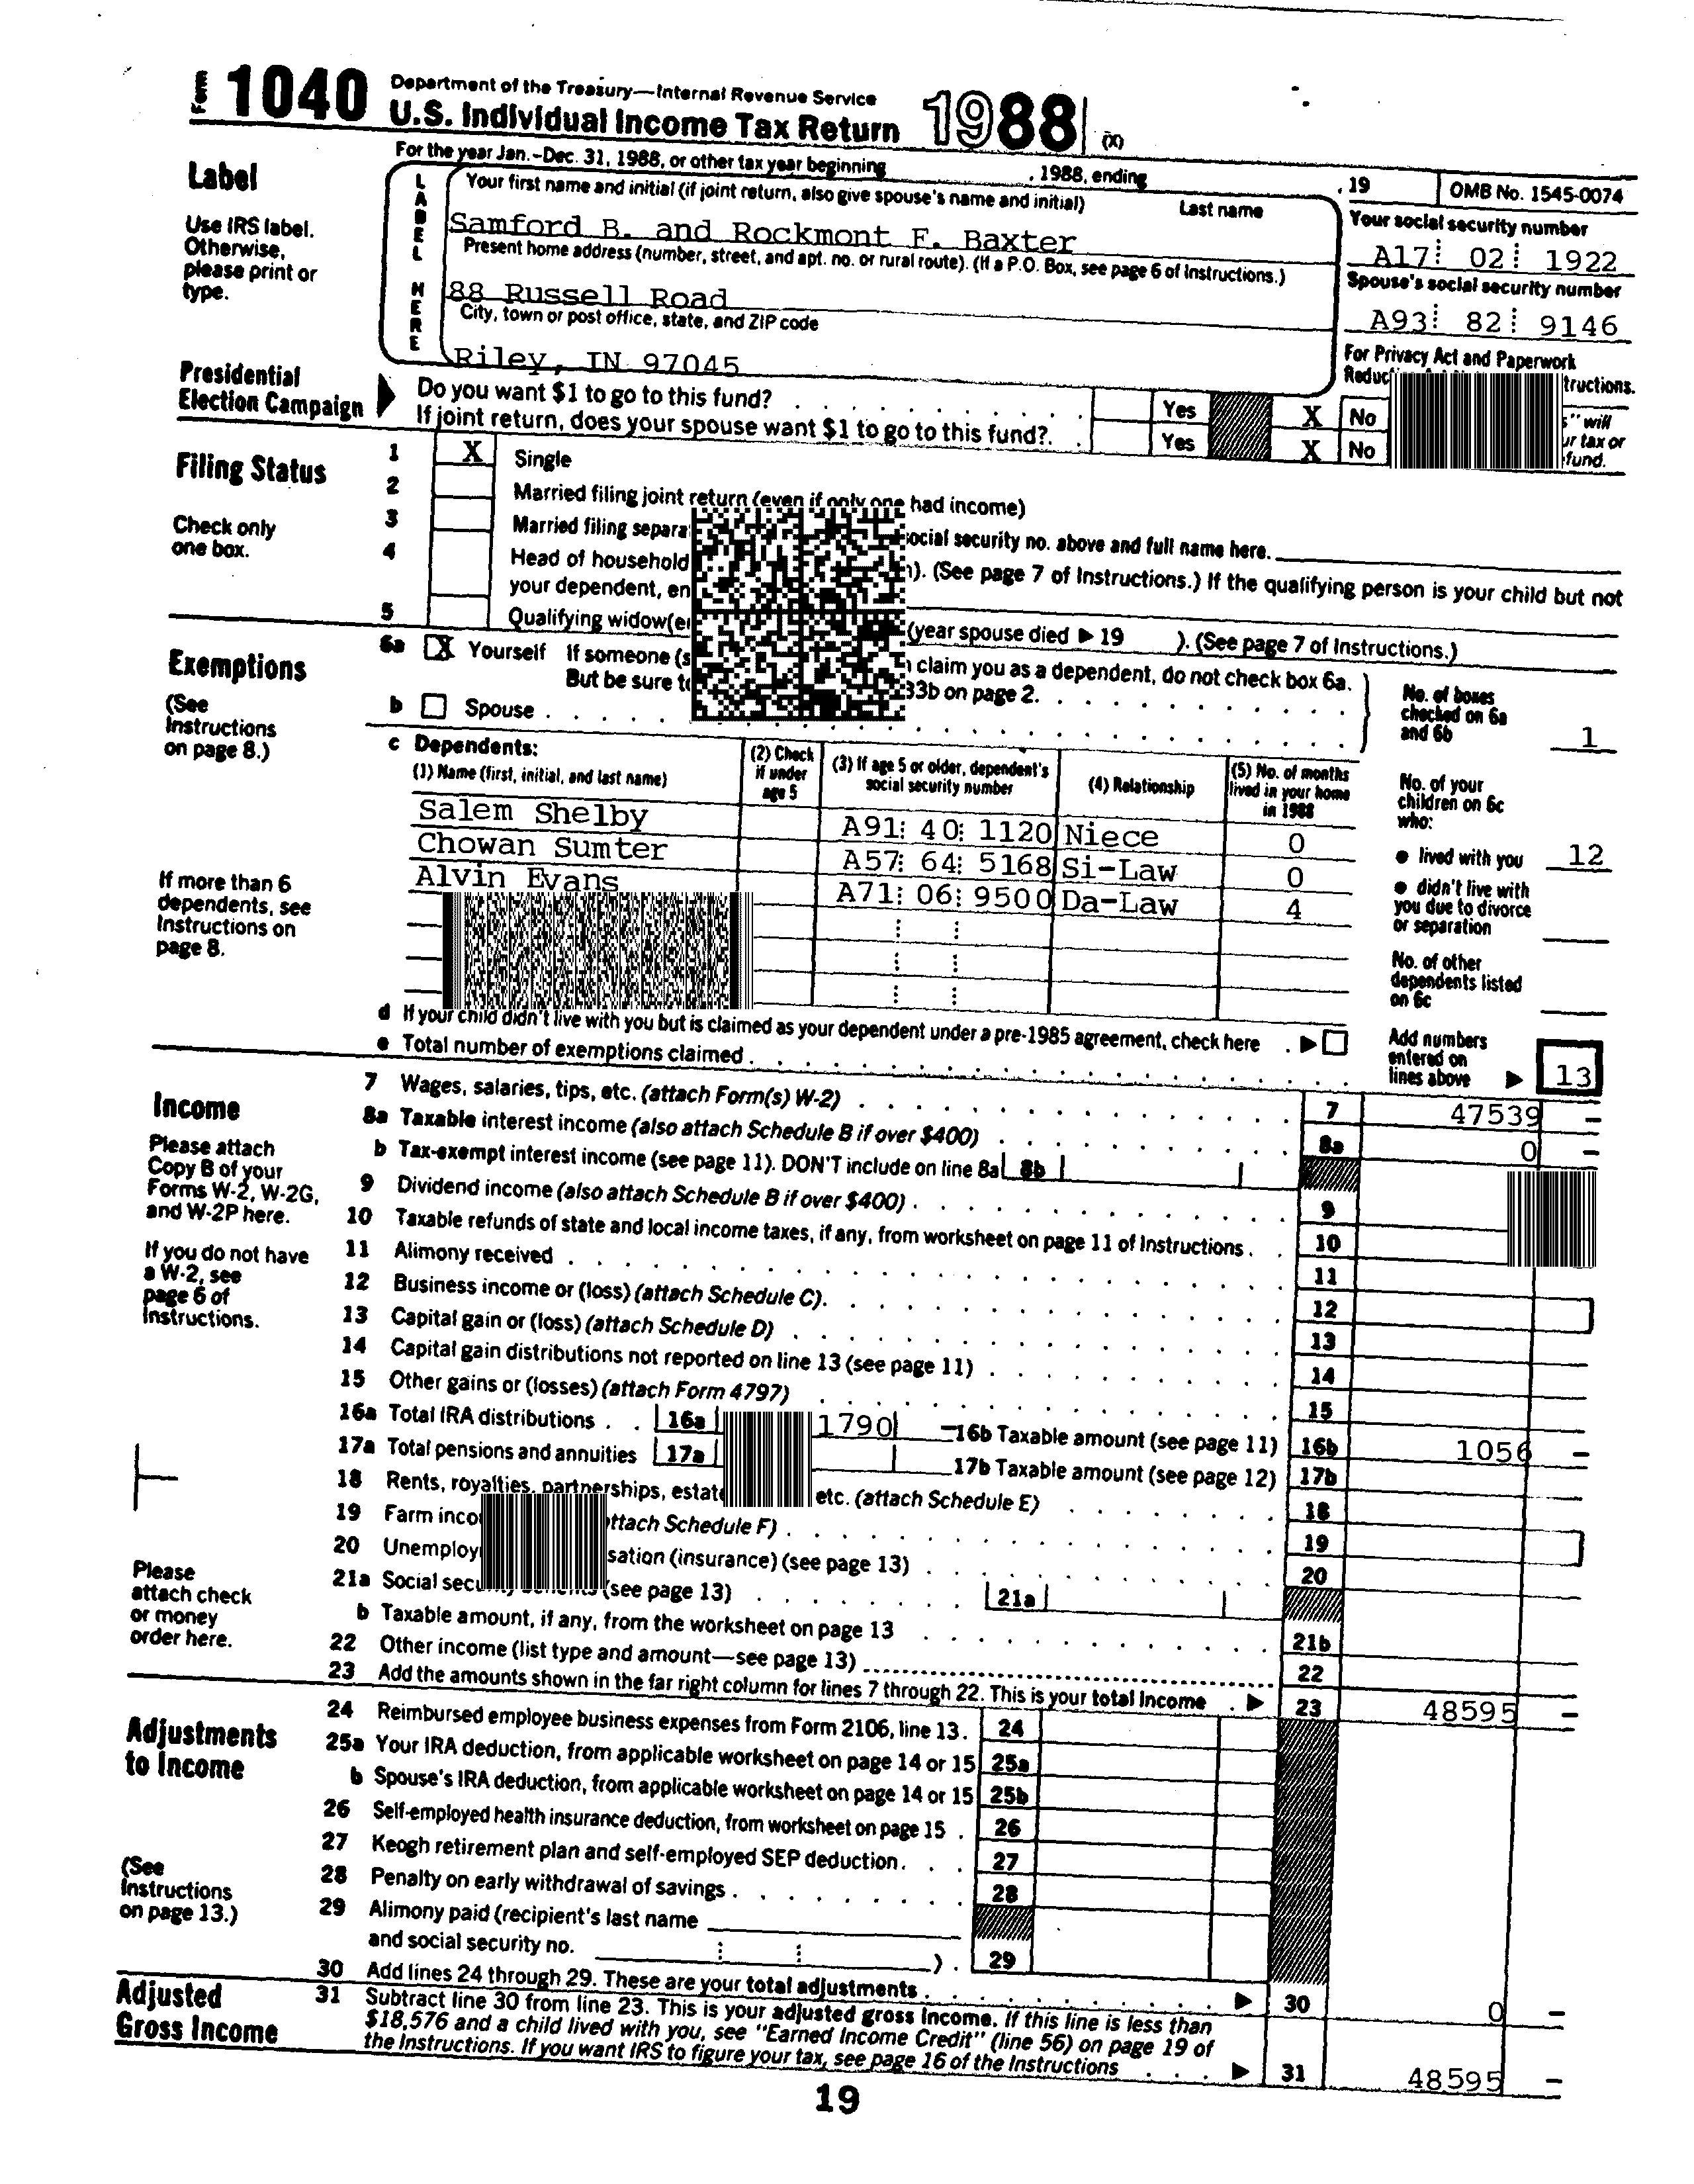 Form 1040 Department of the Treasury—Internal Revenue Service
U.S. Individual Income Tax Return 1988 (X)
For the year Jan.-Dec. 31, 1988, or other tax year beginning , 1988, ending , 19 OMB No. 1545-0074
Label
Use IRS label.
Otherwise,
please print or
type.
LABEL HERE
Your first name and initial (if joint return, also give spouse's name and initial) Last name
Samford B. and Rockmont F. Baxter
Present home address (number, street, and apt. no. or rural route). (If a P.O. Box, see page 6 of Instructions.)
88 Russell Road
City, town or post office, state, and ZIP code
Riley, IN 97045
Your social security number
A17 02 1922
Spouse's social security number
A93 82 9146
For Privacy Act and Paperwork
tructions.
" will
ur tax or
fund.
Presidential
Election Campaign
Do you want $1 to go to this fund? Yes X No
If joint return, does your spouse want $1 to go to this fund? Yes X No
Filing Status
Check only
one box.
1 X Single
2 Married filing joint return (even if only one had income)
3 Married filing separa ocial security no. above and full name here.
4 Head of household ). (See page 7 of Instructions.) If the qualifying person is your child but not
your dependent, en
5 Qualifying widow(e (year spouse died ▶ 19 ). (See page 7 of Instructions.)
Exemptions
(See
Instructions
on page 8.)
6a X Yourself If someone (s claim you as a dependent, do not check box 6a.
But be sure t 33b on page 2.
b Spouse
No. of boxes
checked on 6a
and 6b 1
c Dependents:
(1) Name (first, initial, and last name) (2) Check if under age 5 (3) If age 5 or older, dependent's social security number (4) Relationship (5) No. of months lived in your home in 1988
Salem Shelby A91 40 1120 Niece 0
Chowan Sumter A57 64 5168 Si-Law 0
Alvin Evans A71 06 9500 Da-Law 4
If more than 6
dependents, see
Instructions on
page 8.
No. of your
children on 6c
who:
● lived with you 12
● didn't live with
you due to divorce
or separation
No. of other
dependents listed
on 6c
d If your child didn't live with you but is claimed as your dependent under a pre-1985 agreement, check here ▶
e Total number of exemptions claimed
Add numbers
entered on
lines above ▶ 13
Income
Please attach
Copy B of your
Forms W-2, W-2G,
and W-2P here.
If you do not have
a W-2, see
page 6 of
Instructions.
Please
attach check
or money
order here.
7 Wages, salaries, tips, etc. (attach Form(s) W-2) 7 47539 –
8a Taxable interest income (also attach Schedule B if over $400) 8a 0 –
b Tax-exempt interest income (see page 11). DON'T include on line 8a 8b
9 Dividend income (also attach Schedule B if over $400) 9
10 Taxable refunds of state and local income taxes, if any, from worksheet on page 11 of Instructions 10
11 Alimony received 11
12 Business income or (loss) (attach Schedule C) 12
13 Capital gain or (loss) (attach Schedule D) 13
14 Capital gain distributions not reported on line 13 (see page 11) 14
15 Other gains or (losses) (attach Form 4797) 15
16a Total IRA distributions 16a 1790 – 16b Taxable amount (see page 11) 16b 1056 –
17a Total pensions and annuities 17a 17b Taxable amount (see page 12) 17b
18 Rents, royalties, partnerships, estate etc. (attach Schedule E) 18
19 Farm inco ttach Schedule F) 19
20 Unemploy sation (insurance) (see page 13) 20
21a Social sec (see page 13) 21a
b Taxable amount, if any, from the worksheet on page 13 21b
22 Other income (list type and amount—see page 13) 22
23 Add the amounts shown in the far right column for lines 7 through 22. This is your total income ▶ 23 48595 –
Adjustments
to Income
(See
Instructions
on page 13.)
24 Reimbursed employee business expenses from Form 2106, line 13 24
25a Your IRA deduction, from applicable worksheet on page 14 or 15 25a
b Spouse's IRA deduction, from applicable worksheet on page 14 or 15 25b
26 Self-employed health insurance deduction, from worksheet on page 15 26
27 Keogh retirement plan and self-employed SEP deduction 27
28 Penalty on early withdrawal of savings 28
29 Alimony paid (recipient's last name
and social security no. ) 29
30 Add lines 24 through 29. These are your total adjustments ▶ 30 0 –
Adjusted
Gross Income
31 Subtract line 30 from line 23. This is your adjusted gross income. If this line is less than
$18,576 and a child lived with you, see "Earned Income Credit" (line 56) on page 19 of
the Instructions. If you want IRS to figure your tax, see page 16 of the Instructions ▶ 31 48595 –
19